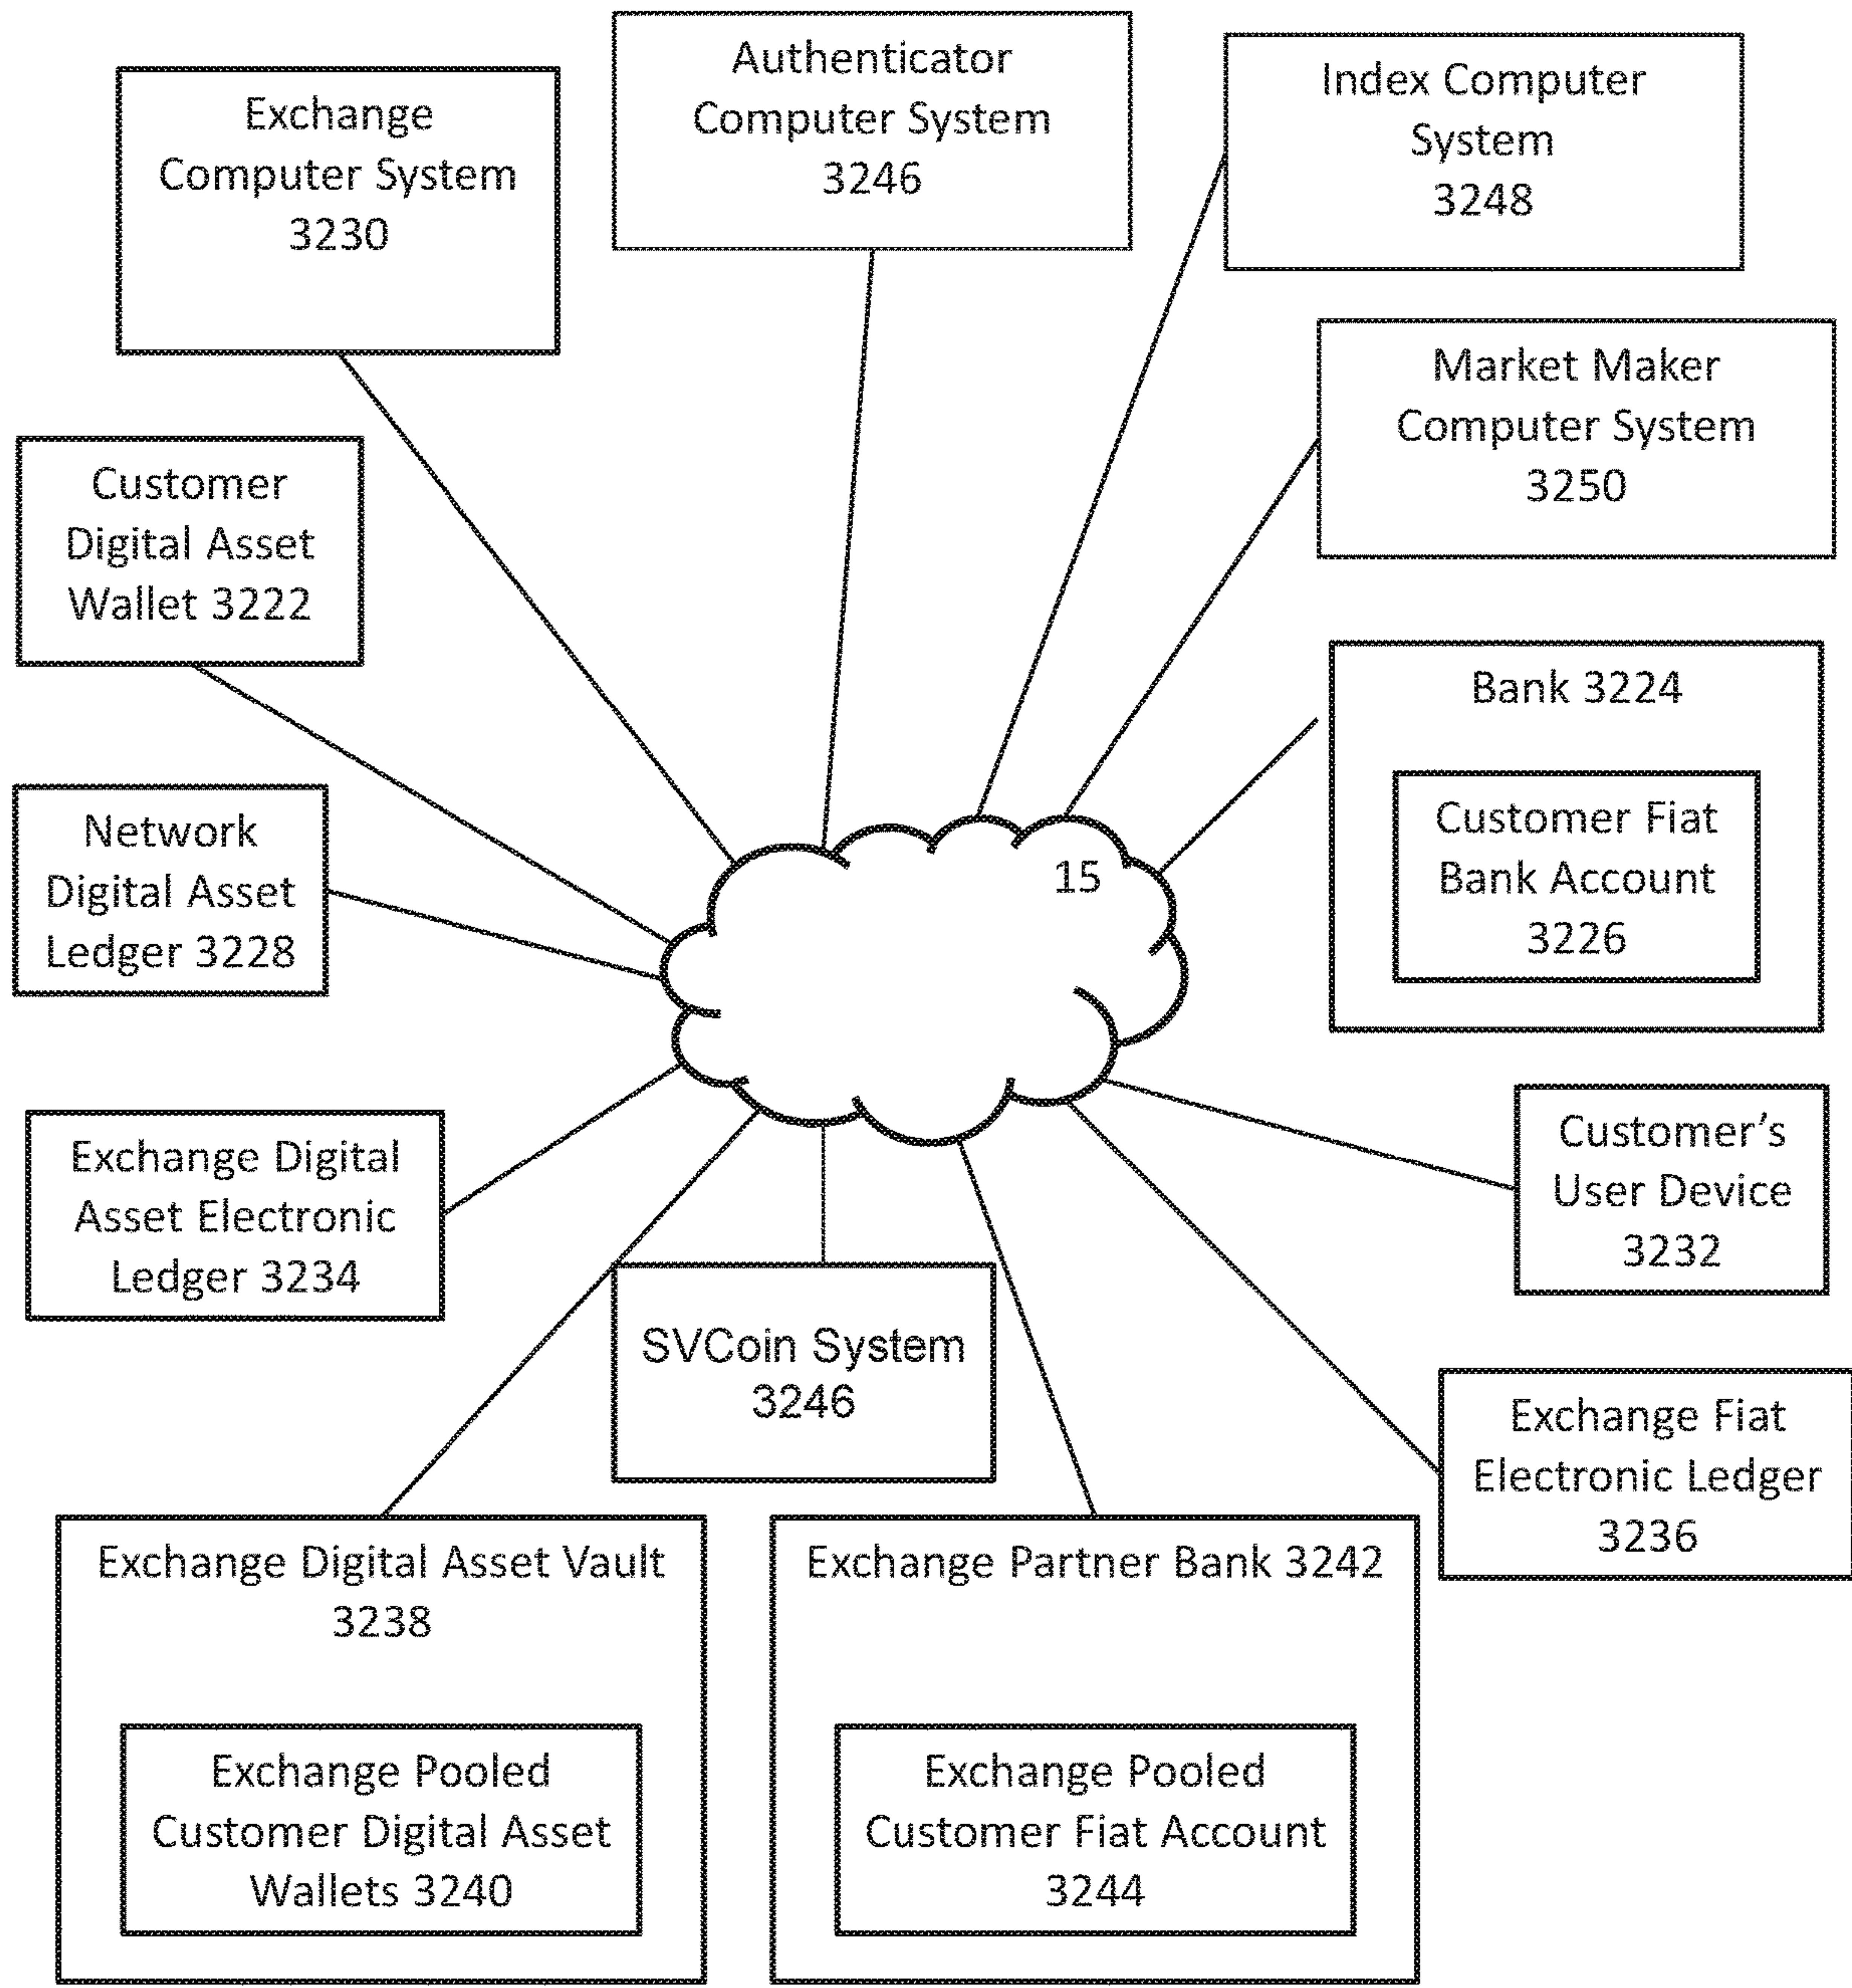 Exchange
Computer System
3230
Authenticator
Computer System
3246
Index Computer
System
3248
Market Maker
Computer System
3250
Customer
Digital Asset
Wallet 3222
Bank 3224
Customer Fiat
Bank Account
3226
Network
Digital Asset
Ledger 3228
15
Exchange Digital
Asset Electronic
Ledger 3234
Customer’s
User Device
3232
SVCoin System
3246
Exchange Fiat
Electronic Ledger
3236
Exchange Digital Asset Vault
3238
Exchange Pooled
Customer Digital Asset
Wallets 3240
Exchange Partner Bank 3242
Exchange Pooled
Customer Fiat Account
3244